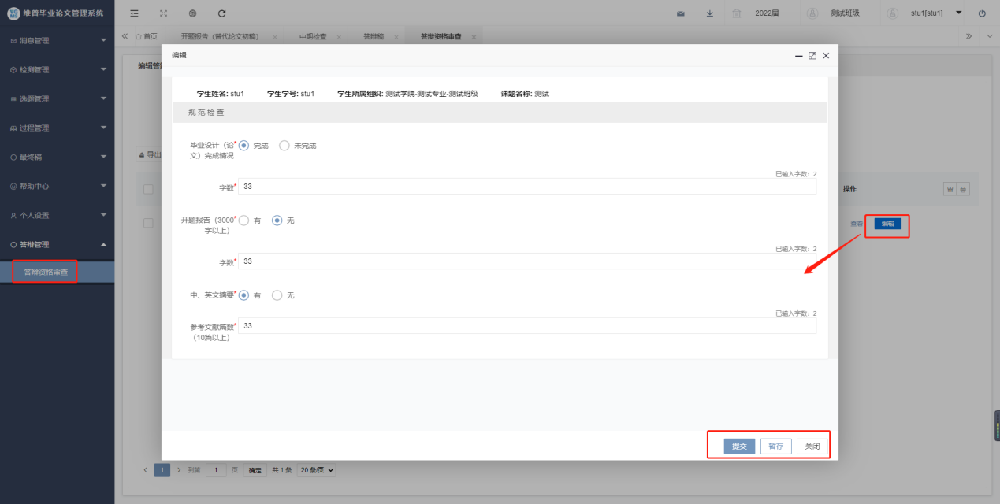 维普毕业论文管理系统
2022届
测试班级
stu1[stu1]
首页
开题报告（替代论文初稿）
中期检查
答辩稿
答辩资格审查
消息管理
检测管理
选题管理
过程管理
最终稿
帮助中心
个人设置
答辩管理
答辩资格审查
编辑答
导出
编辑
学生姓名: stu1
学生学号: stu1
学生所属组织: 测试学院-测试专业-测试班级
课题名称: 测试
规范检查
毕业设计（论文）完成情况*
完成
未完成
已输入字数: 2
字数*
33
开题报告（3000字以上）*
有
无
已输入字数: 2
字数*
33
中、英文摘要*
有
无
已输入字数: 2
参考文献篇数*
（10篇以上）
33
提交
暂存
关闭
操作
查看
编辑
1
到第
1
页
确定
共 1 条
20 条/页